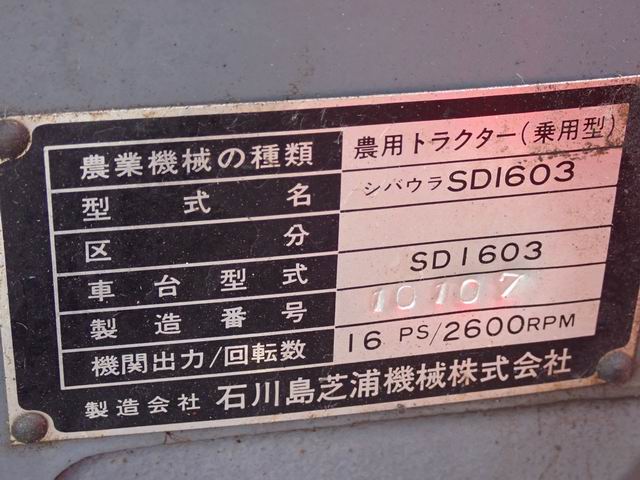 農業機械の種類 農用トラクター(乗用型)
型式名 シバウラSD1603
区分
車台型式 SD1603
製造番号 10107
機関出力/回転数 16 PS/2600RPM
製造会社 石川島芝浦機械株式会社